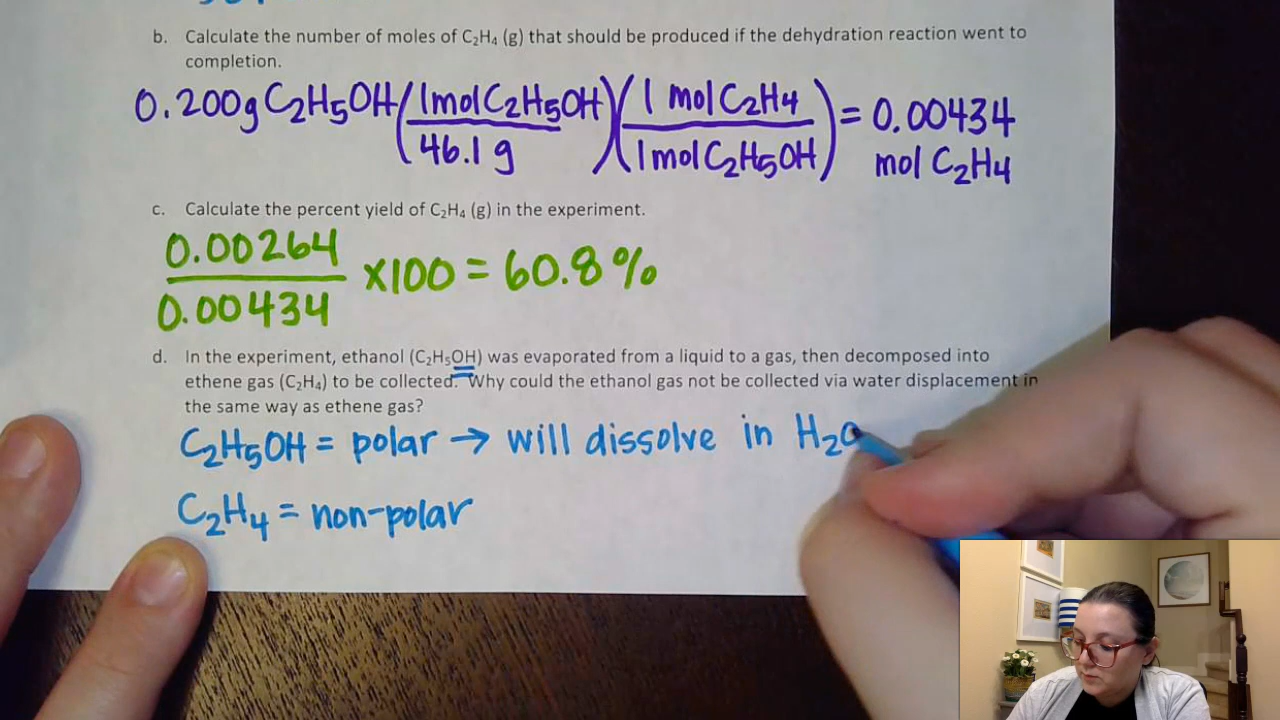 b. Calculate the number of moles of C₂H₄ (g) that should be produced if the dehydration reaction went to
completion.
0.200g C₂H₅OH (1mol C₂H₅OH / 46.1 g) (1 mol C₂H₄ / 1mol C₂H₅OH) = 0.00434
mol C₂H₄
c. Calculate the percent yield of C₂H₄ (g) in the experiment.
0.00264 / 0.00434 x100 = 60.8%
d. In the experiment, ethanol (C₂H₅OH) was evaporated from a liquid to a gas, then decomposed into
ethene gas (C₂H₄) to be collected. Why could the ethanol gas not be collected via water displacement in
the same way as ethene gas?
C₂H₅OH = polar → will dissolve in H₂O
C₂H₄ = non-polar